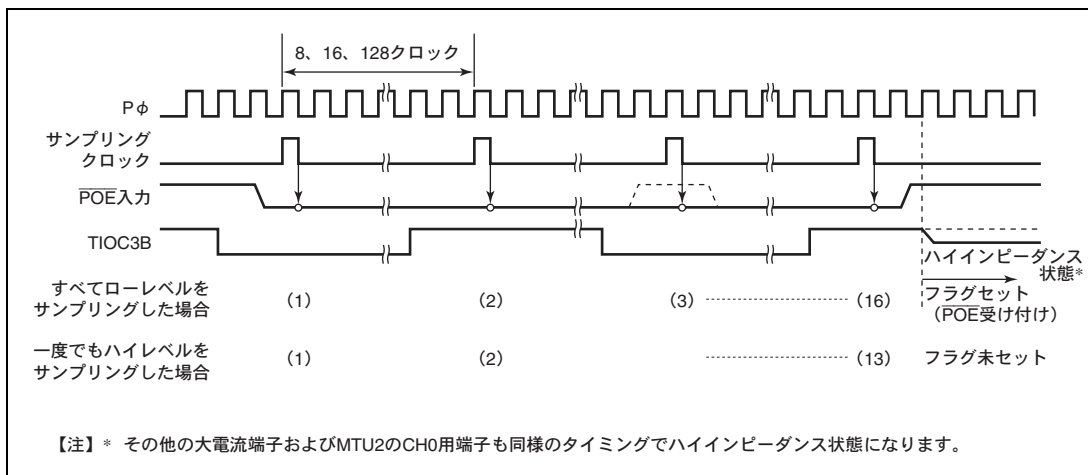 8、16、128クロック
Pφ
サンプリング
クロック
POE入力
TIOC3B
ハイインピーダンス
状態*
すべてローレベルを
サンプリングした場合
(1)
(2)
(3)
(16)
フラグセット
(POE受け付け)
一度でもハイレベルを
サンプリングした場合
(1)
(2)
(13)
フラグ未セット
【注】* その他の大電流端子およびMTU2のCH0用端子も同様のタイミングでハイインピーダンス状態になります。